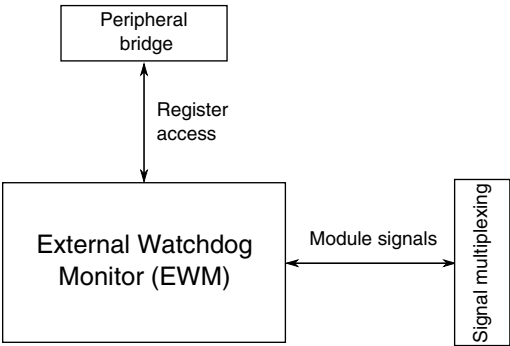 Peripheral
bridge
Register
access
External Watchdog
Monitor (EWM)
Module signals
Signal multiplexing